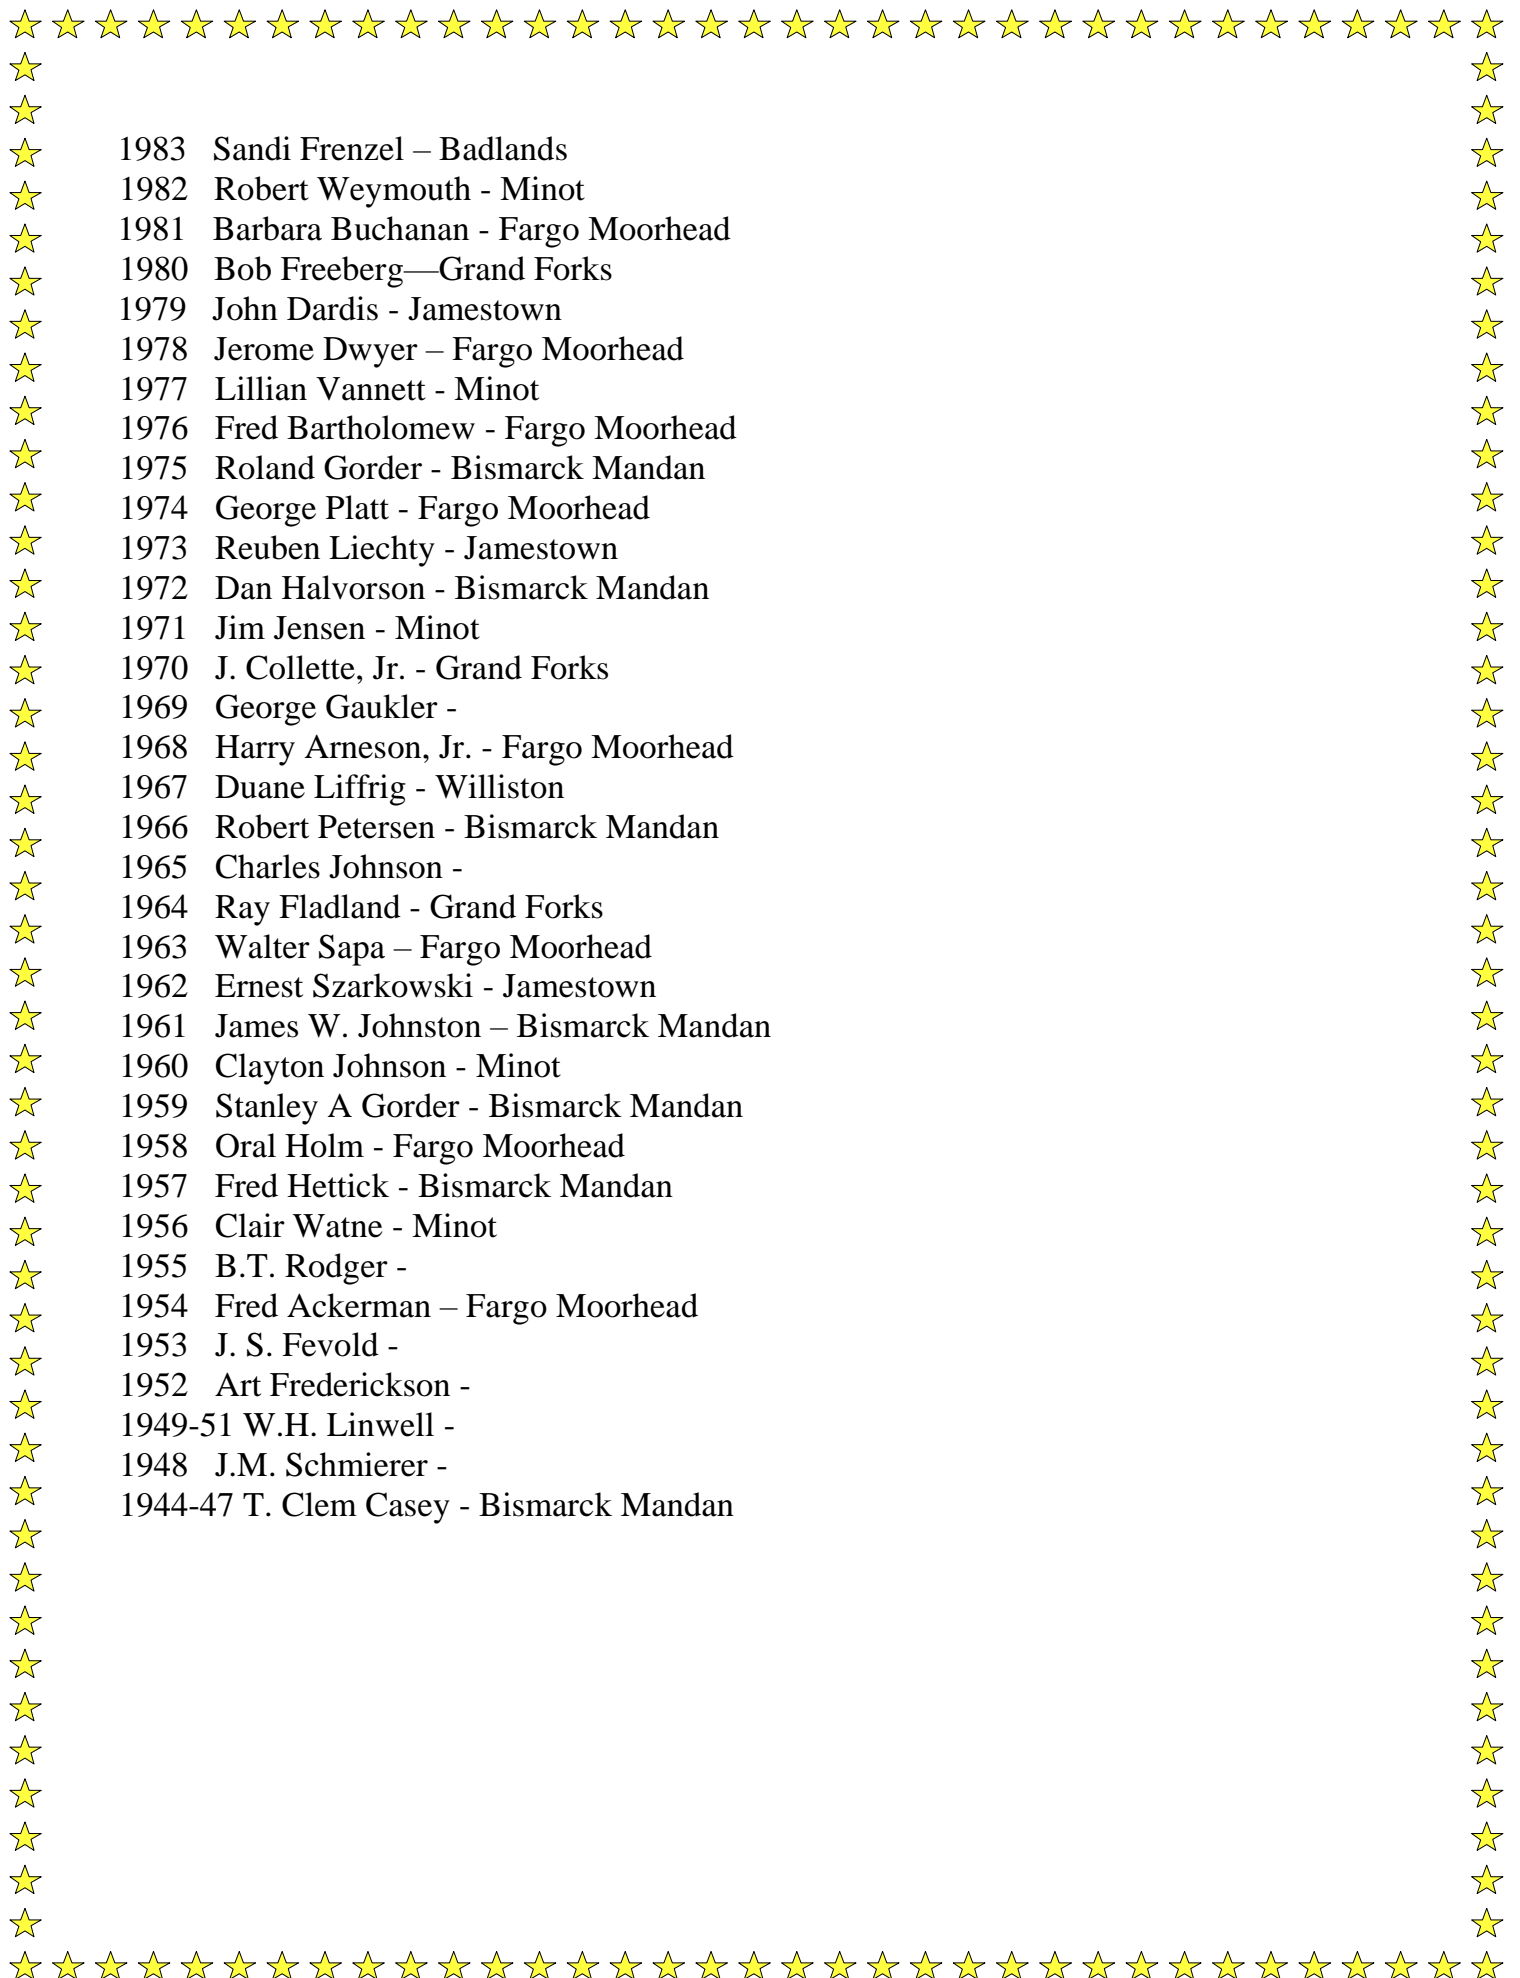 1983 Sandi Frenzel – Badlands
1982 Robert Weymouth - Minot
1981 Barbara Buchanan - Fargo Moorhead
1980 Bob Freeberg—Grand Forks
1979 John Dardis - Jamestown
1978 Jerome Dwyer – Fargo Moorhead
1977 Lillian Vannett - Minot
1976 Fred Bartholomew - Fargo Moorhead
1975 Roland Gorder - Bismarck Mandan
1974 George Platt - Fargo Moorhead
1973 Reuben Liechty - Jamestown
1972 Dan Halvorson - Bismarck Mandan
1971 Jim Jensen - Minot
1970 J. Collette, Jr. - Grand Forks
1969 George Gaukler -
1968 Harry Arneson, Jr. - Fargo Moorhead
1967 Duane Liffrig - Williston
1966 Robert Petersen - Bismarck Mandan
1965 Charles Johnson -
1964 Ray Fladland - Grand Forks
1963 Walter Sapa – Fargo Moorhead
1962 Ernest Szarkowski - Jamestown
1961 James W. Johnston – Bismarck Mandan
1960 Clayton Johnson - Minot
1959 Stanley A Gorder - Bismarck Mandan
1958 Oral Holm - Fargo Moorhead
1957 Fred Hettick - Bismarck Mandan
1956 Clair Watne - Minot
1955 B.T. Rodger -
1954 Fred Ackerman – Fargo Moorhead
1953 J. S. Fevold -
1952 Art Frederickson -
1949-51 W.H. Linwell -
1948 J.M. Schmierer -
1944-47 T. Clem Casey - Bismarck Mandan